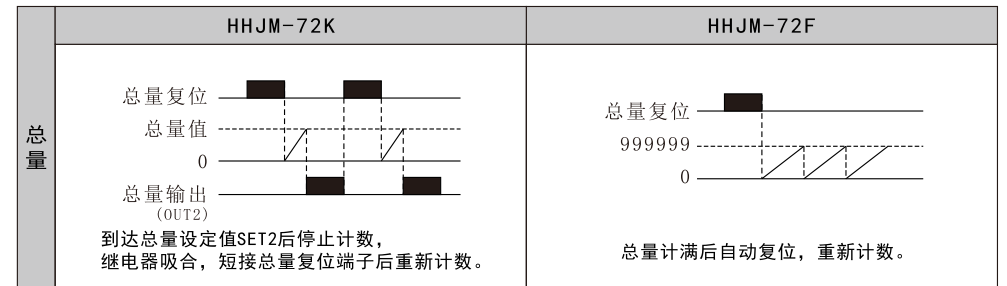 HHJM-72K
HHJM-72F
总量
总量复位
总量值
0
总量输出
(OUT2)
到达总量设定值SET2后停止计数，
继电器吸合，短接总量复位端子后重新计数。
总量复位
999999
0
总量计满后自动复位，重新计数。